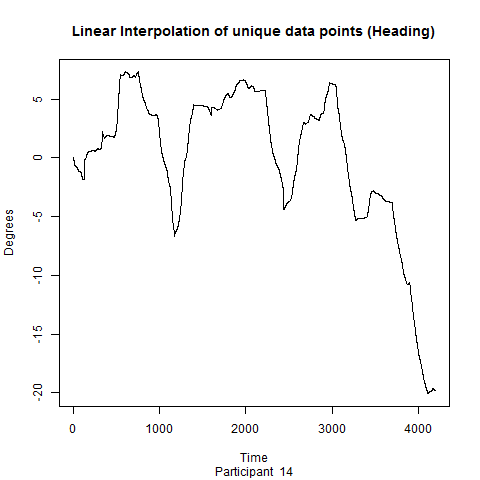 Linear Interpolation of unique data points (Heading)
Degrees
5
0
-5
-10
-15
-20
0 1000 2000 3000 4000
Time
Participant 14